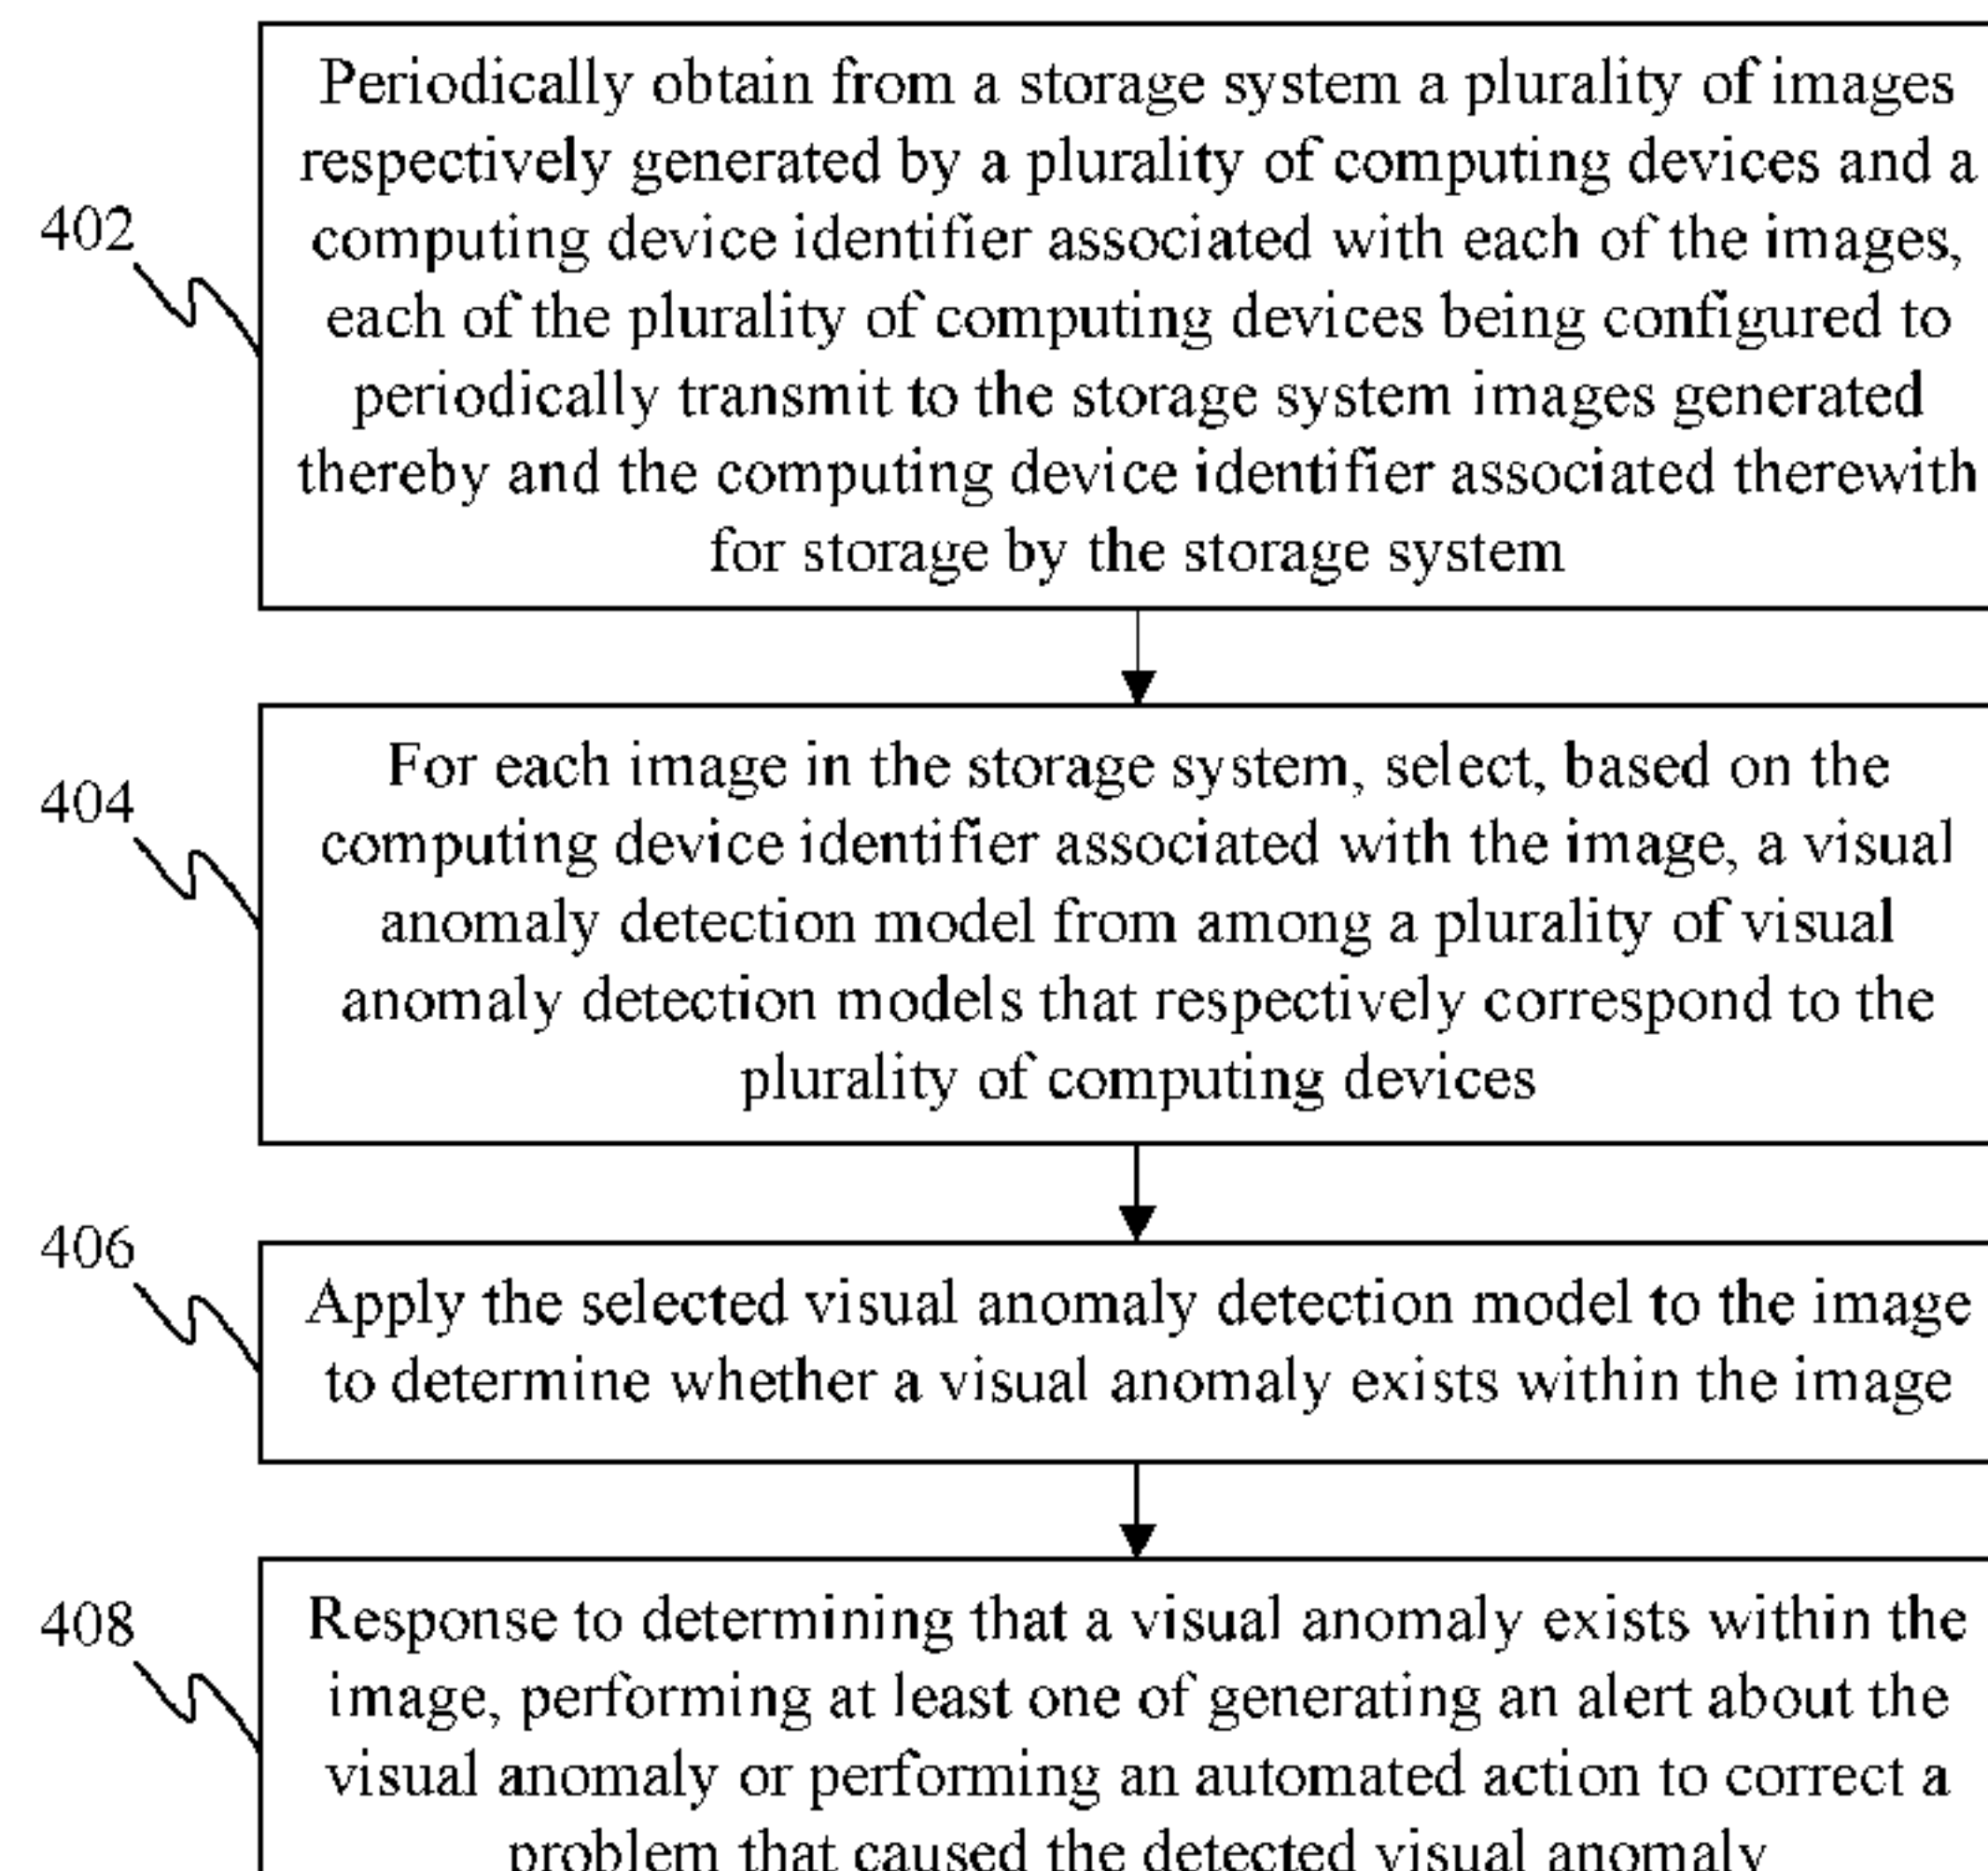 Periodically obtain from a storage system a plurality of images
respectively generated by a plurality of computing devices and a
402
computing device identifier associated with each of the images,
each of the plurality of computing devices being configured to
periodically transmit to the storage system images generated
thereby and the computing device identifier associated therewith
for storage by the storage system
For each image in the storage system, select, based on the
404
computing device identifier associated with the image, a visual
anomaly detection model from among a plurality of visual
anomaly detection models that respectively correspond to the
plurality of computing devices
406
Apply the selected visual anomaly detection model to the image
to determine whether a visual anomaly exists within the image
408
Response to determining that a visual anomaly exists within the
image, performing at least one of generating an alert about the
visual anomaly or performing an automated action to correct a
problem that caused the detected visual anomaly